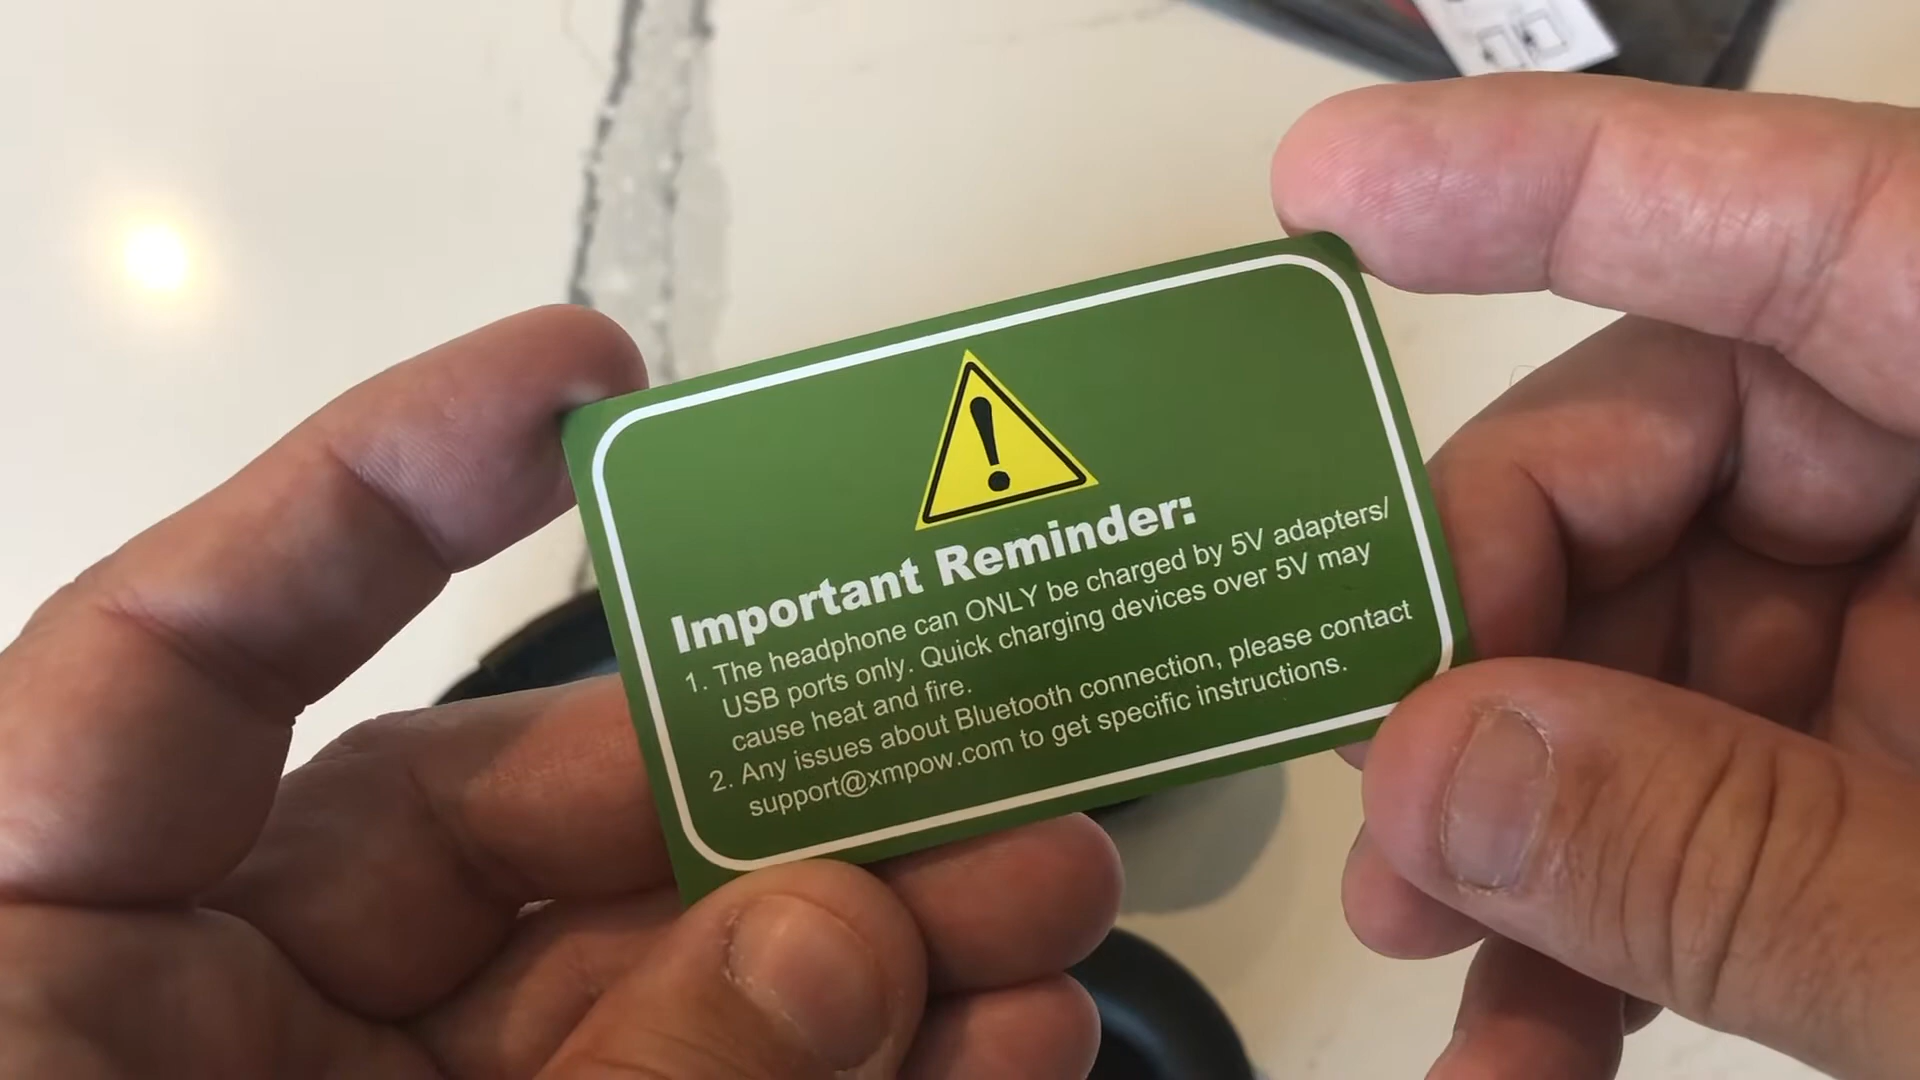 Important Reminder:
1. The headphone can ONLY be charged by 5V adapters/
USB ports only. Quick charging devices over 5V may
cause heat and fire.
2. Any issues about Bluetooth connection, please contact
support@xmpow.com to get specific instructions.